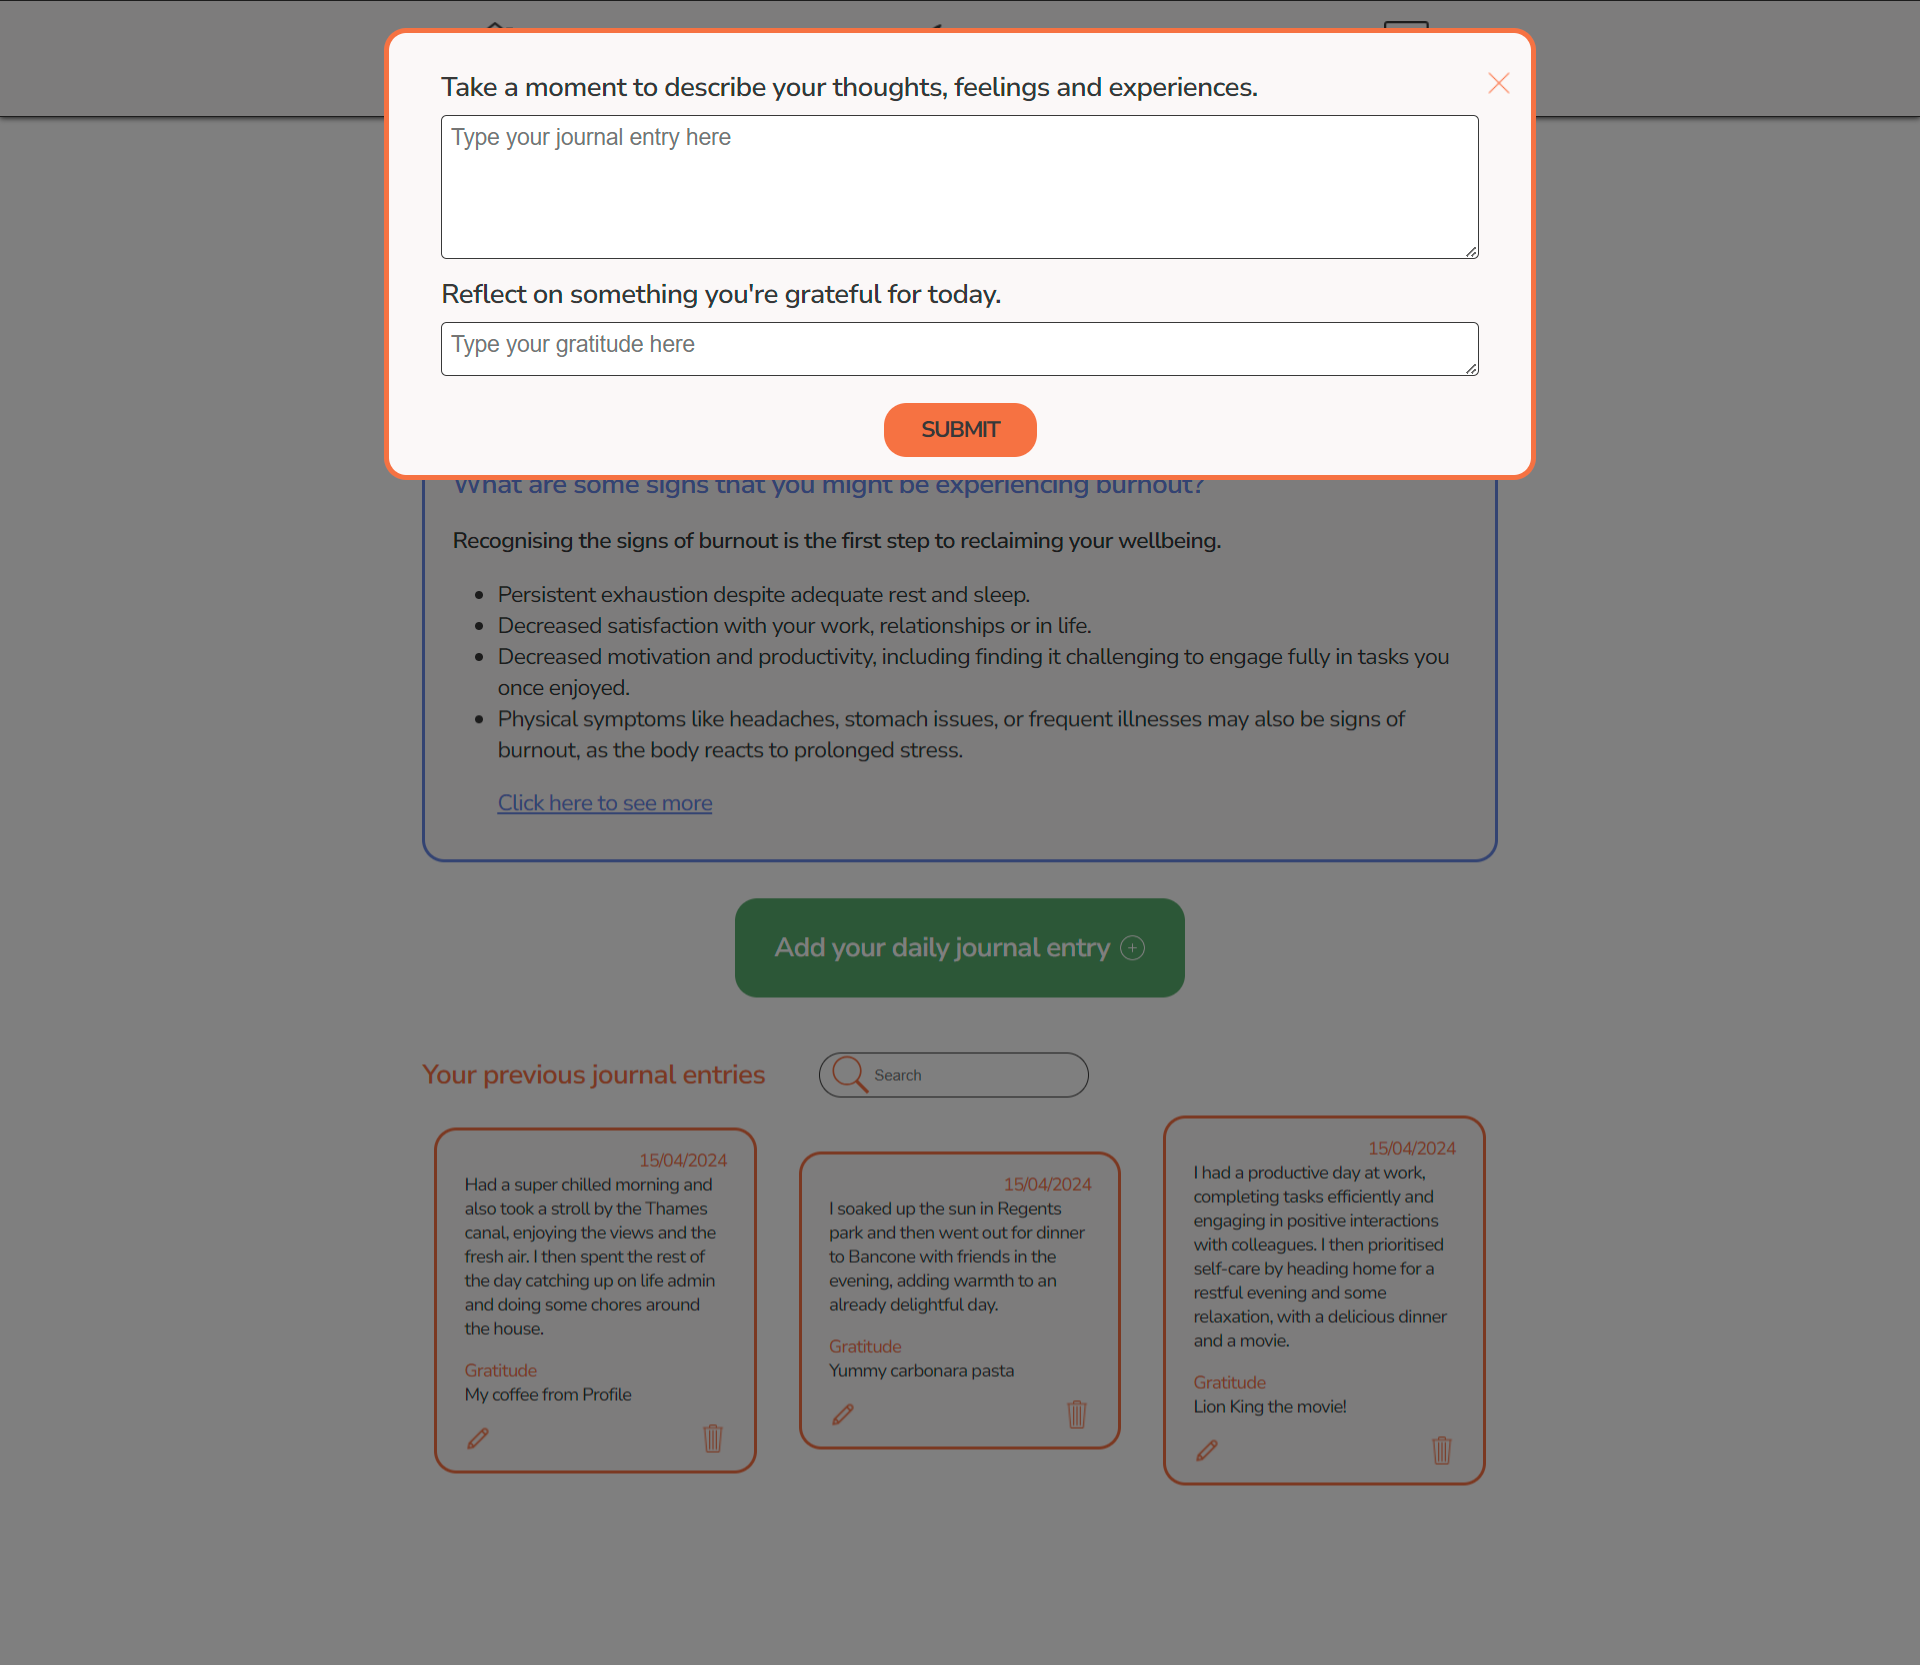 Take a moment to describe your thoughts, feelings and experiences.
Type your journal entry here
Reflect on something you're grateful for today.
Type your gratitude here
SUBMIT
What are some signs that you might be experiencing burnout?
Recognising the signs of burnout is the first step to reclaiming your wellbeing.
Persistent exhaustion despite adequate rest and sleep.
Decreased satisfaction with your work, relationships or in life.
Decreased motivation and productivity, including finding it challenging to engage fully in tasks you
once enjoyed.
Physical symptoms like headaches, stomach issues, or frequent illnesses may also be signs of
burnout, as the body reacts to prolonged stress.
Click here to see more
Add your daily journal entry
Your previous journal entries
Search
15/04/2024
Had a super chilled morning and
also took a stroll by the Thames
canal, enjoying the views and the
fresh air. I then spent the rest of
the day catching up on life admin
and doing some chores around
the house.
Gratitude
My coffee from Profile
15/04/2024
I soaked up the sun in Regents
park and then went out for dinner
to Bancone with friends in the
evening, adding warmth to an
already delightful day.
Gratitude
Yummy carbonara pasta
15/04/2024
I had a productive day at work,
completing tasks efficiently and
engaging in positive interactions
with colleagues. I then prioritised
self-care by heading home for a
restful evening and some
relaxation, with a delicious dinner
and a movie.
Gratitude
Lion King the movie!